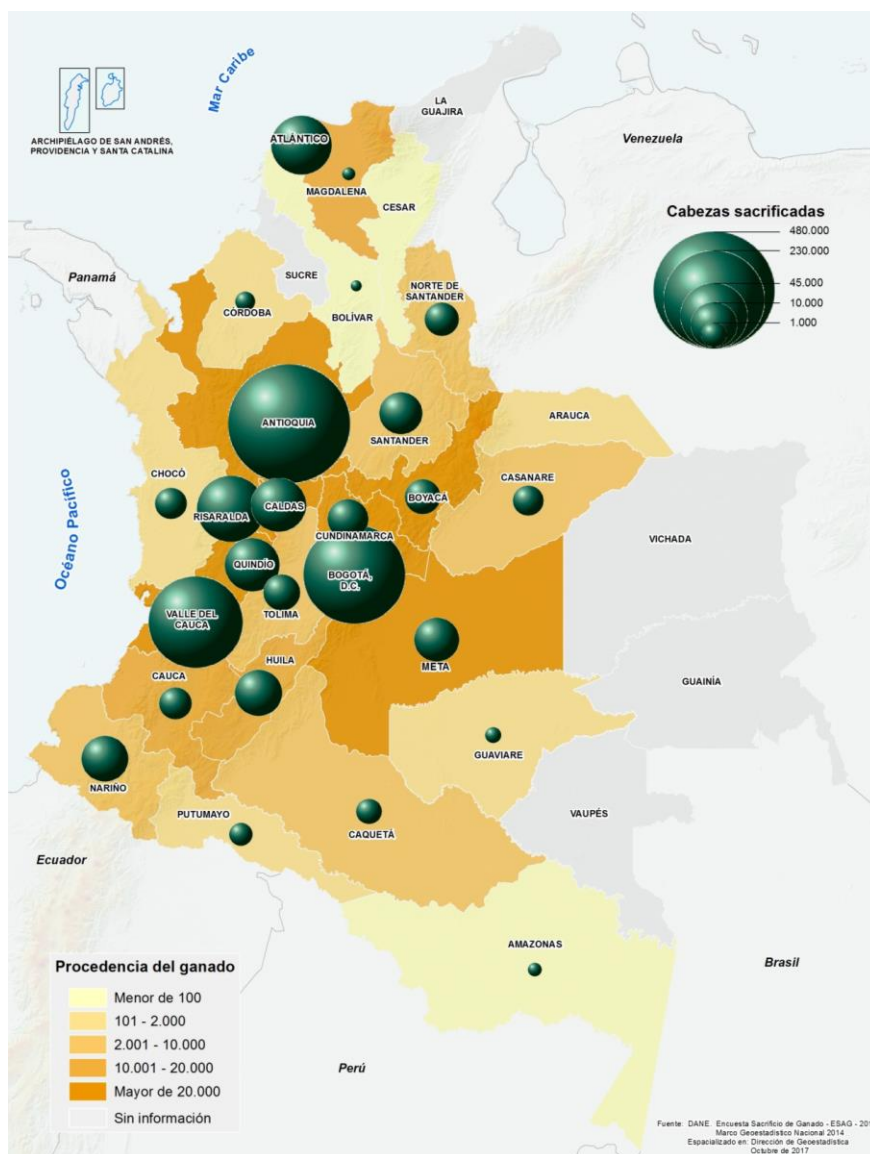 Mar Caribe
LA
GUAJIRA
ARCHIPIÉLAGO DE SAN ANDRÉS,
PROVIDENCIA Y SANTA CATALINA
ATLÁNTICO
Venezuela
MAGDALENA
CESAR
Cabezas sacrificadas
480.000
230.000
45.000
10.000
1.000
Panamá
SUCRE
NORTE DE
SANTANDER
CÓRDOBA
BOLÍVAR
ANTIOQUIA
SANTANDER
ARAUCA
Océano Pacífico
CHOCÓ
CASANARE
RISARALDA
CALDAS
BOYACÁ
CUNDINAMARCA
VICHADA
QUINDÍO
BOGOTÁ,
D.C.
TOLIMA
VALLE DEL
CAUCA
HUILA
META
CAUCA
GUAINÍA
GUAVIARE
NARIÑO
PUTUMAYO
CAQUETÀ
VAUPÉS
Ecuador
AMAZONAS
Brasil
Perú
Procedencia del ganado
Menor de 100
101 - 2.000
2.001 - 10.000
10.001 - 20.000
Mayor de 20.000
Sin información
Fuente: DANE. Encuesta Sacrificio de Ganado - ESAG - 201
Marco Geoestadístico Nacional 2014
Espacializado en: Dirección de Geoestadística
Octubre de 2017